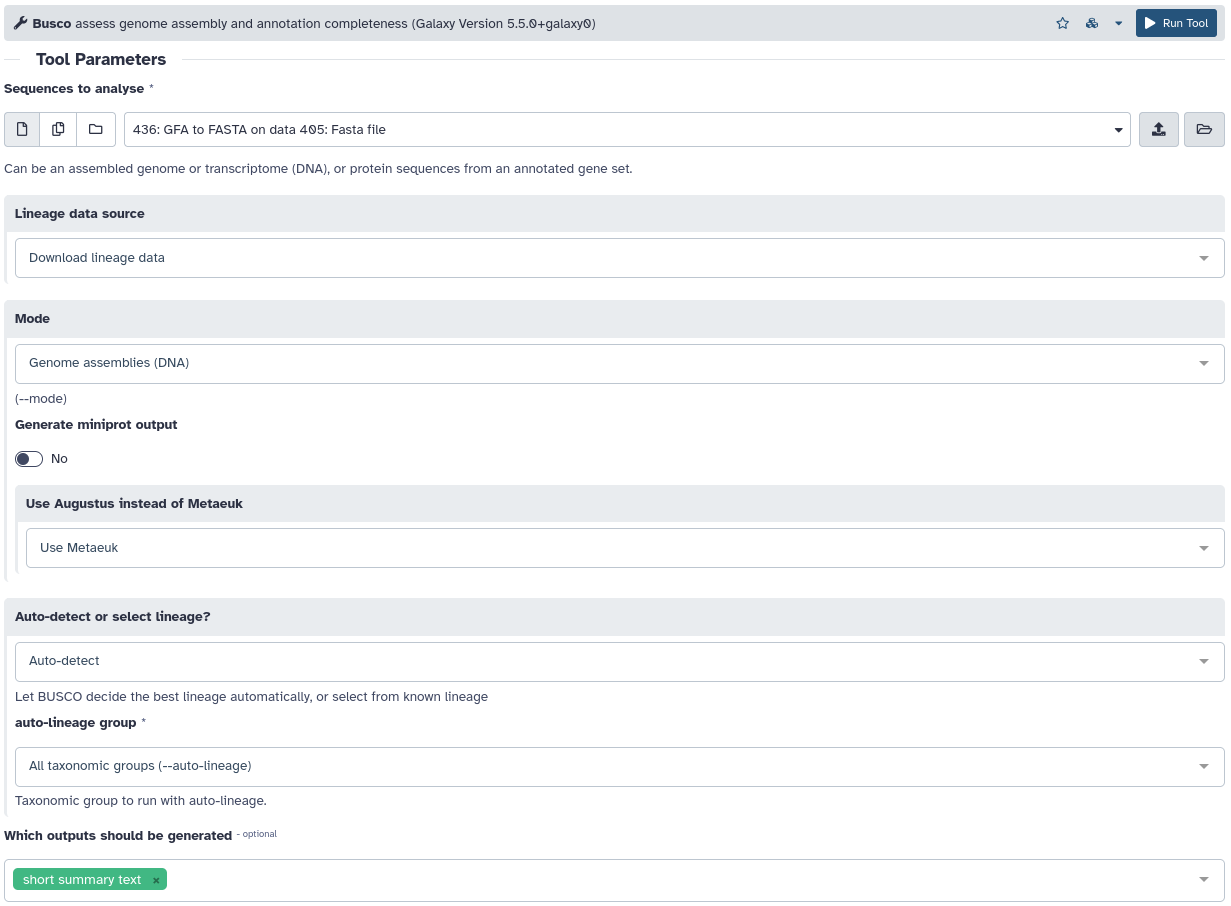 Busco assess genome assembly and annotation completeness (Galaxy Version 5.5.0+galaxy0)
Run Tool
Tool Parameters
Sequences to analyse *
436: GFA to FASTA on data 405: Fasta file
Can be an assembled genome or transcriptome (DNA), or protein sequences from an annotated gene set.
Lineage data source
Download lineage data
Mode
Genome assemblies (DNA)
(--mode)
Generate miniprot output
No
Use Augustus instead of Metaeuk
Use Metaeuk
Auto-detect or select lineage?
Auto-detect
Let BUSCO decide the best lineage automatically, or select from known lineage
auto-lineage group *
All taxonomic groups (--auto-lineage)
Taxonomic group to run with auto-lineage.
Which outputs should be generated - optional
short summary text ×